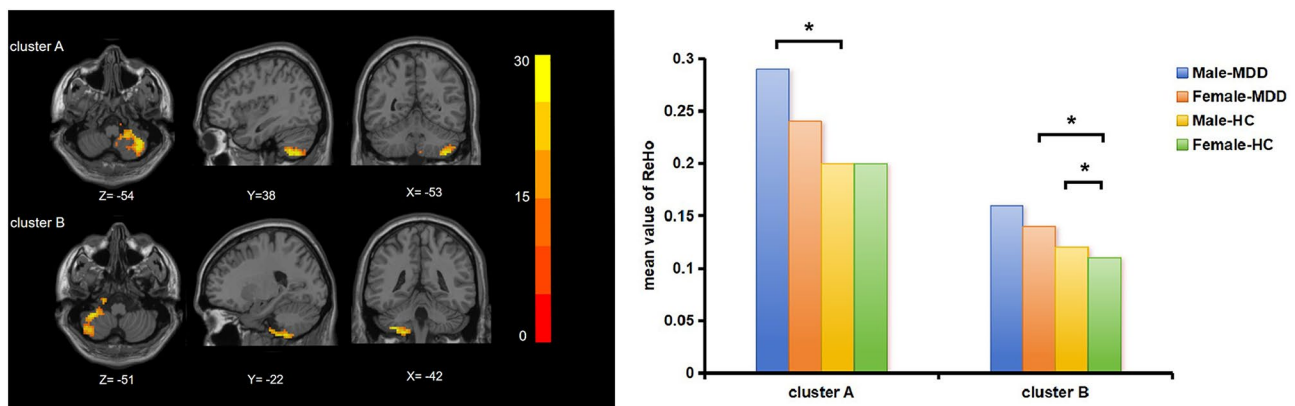 cluster A
Z= -54
Y=38
X= -53
cluster B
Z= -51
Y= -22
X= -42
30
15
0
mean value of ReHo
0.3
0.25
0.2
0.15
0.1
0.05
0
*
*
*
cluster A
cluster B
Male-MDD
Female-MDD
Male-HC
Female-HC